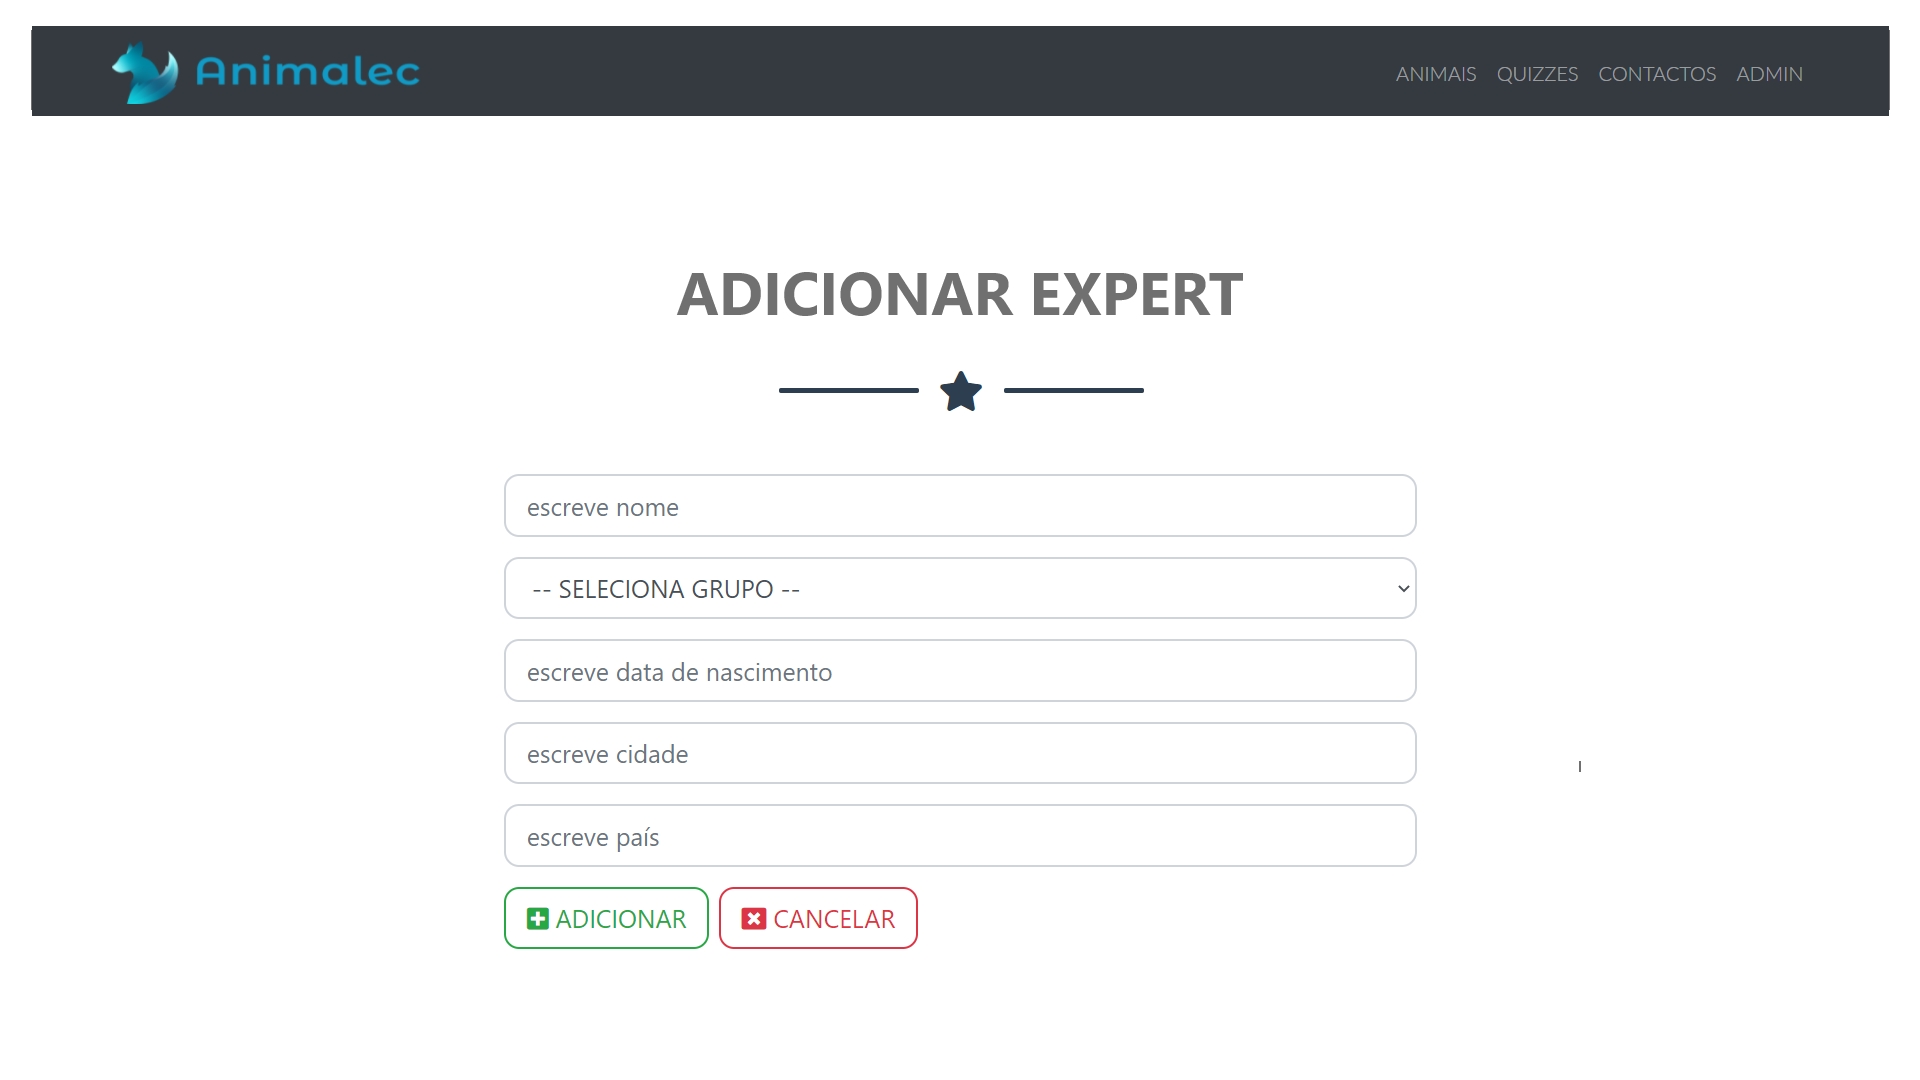 Animalec
ANIMAIS QUIZZES CONTACTOS ADMIN
ADICIONAR EXPERT
escreve nome
-- SELECIONA GRUPO --
escreve data de nascimento
escreve cidade
escreve país
ADICIONAR CANCELAR